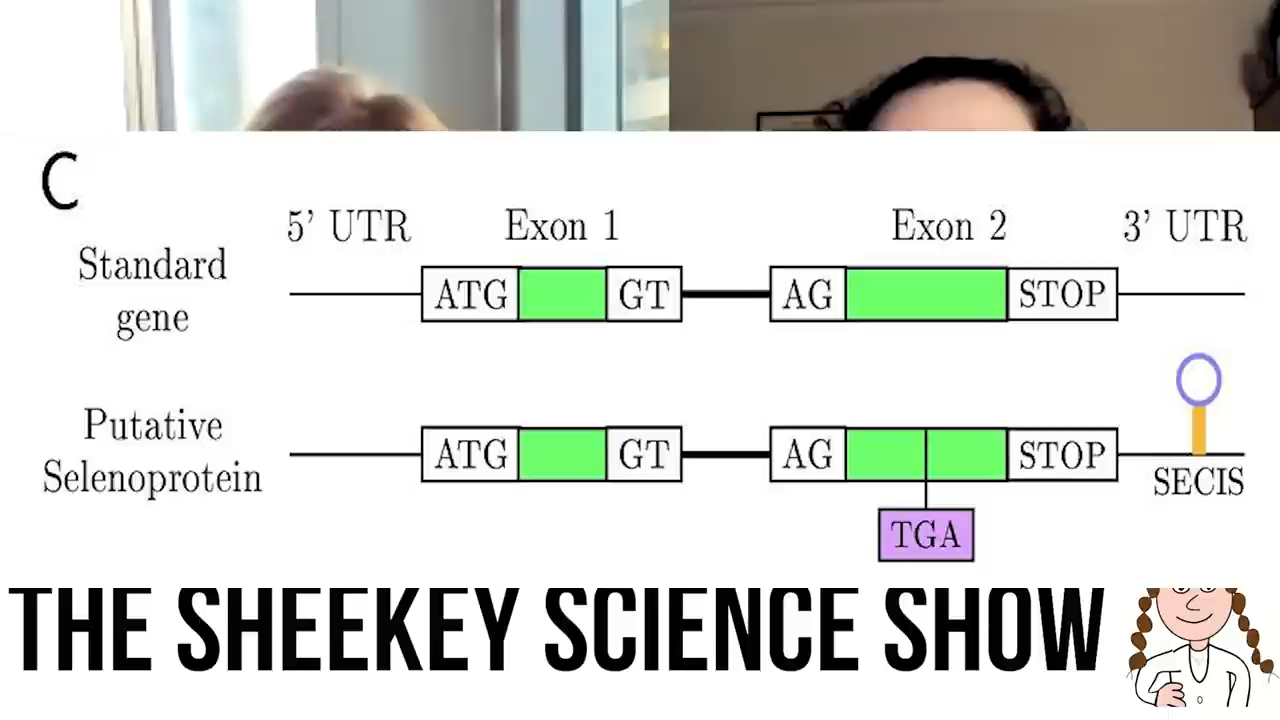 C
5' UTR Exon 1 Exon 2 3' UTR
Standard
gene
ATG GT AG STOP
Putative
Selenoprotein
ATG GT AG STOP
SECIS
TGA
THE SHEEKEY SCIENCE SHOW